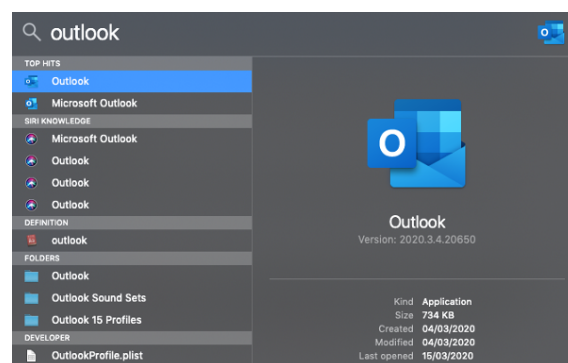 outlook
TOP HITS
Outlook
Microsoft Outlook
SIRI KNOWLEDGE
Microsoft Outlook
Outlook
Outlook
Outlook
DEFINITION
outlook
FOLDERS
Outlook
Outlook Sound Sets
Outlook 15 Profiles
DEVELOPER
OutlookProfile.plist
Outlook
Version: 2020.3.4.20650
Kind Application
Size 734 KB
Created 04/03/2020
Modified 04/03/2020
Last opened 15/03/2020